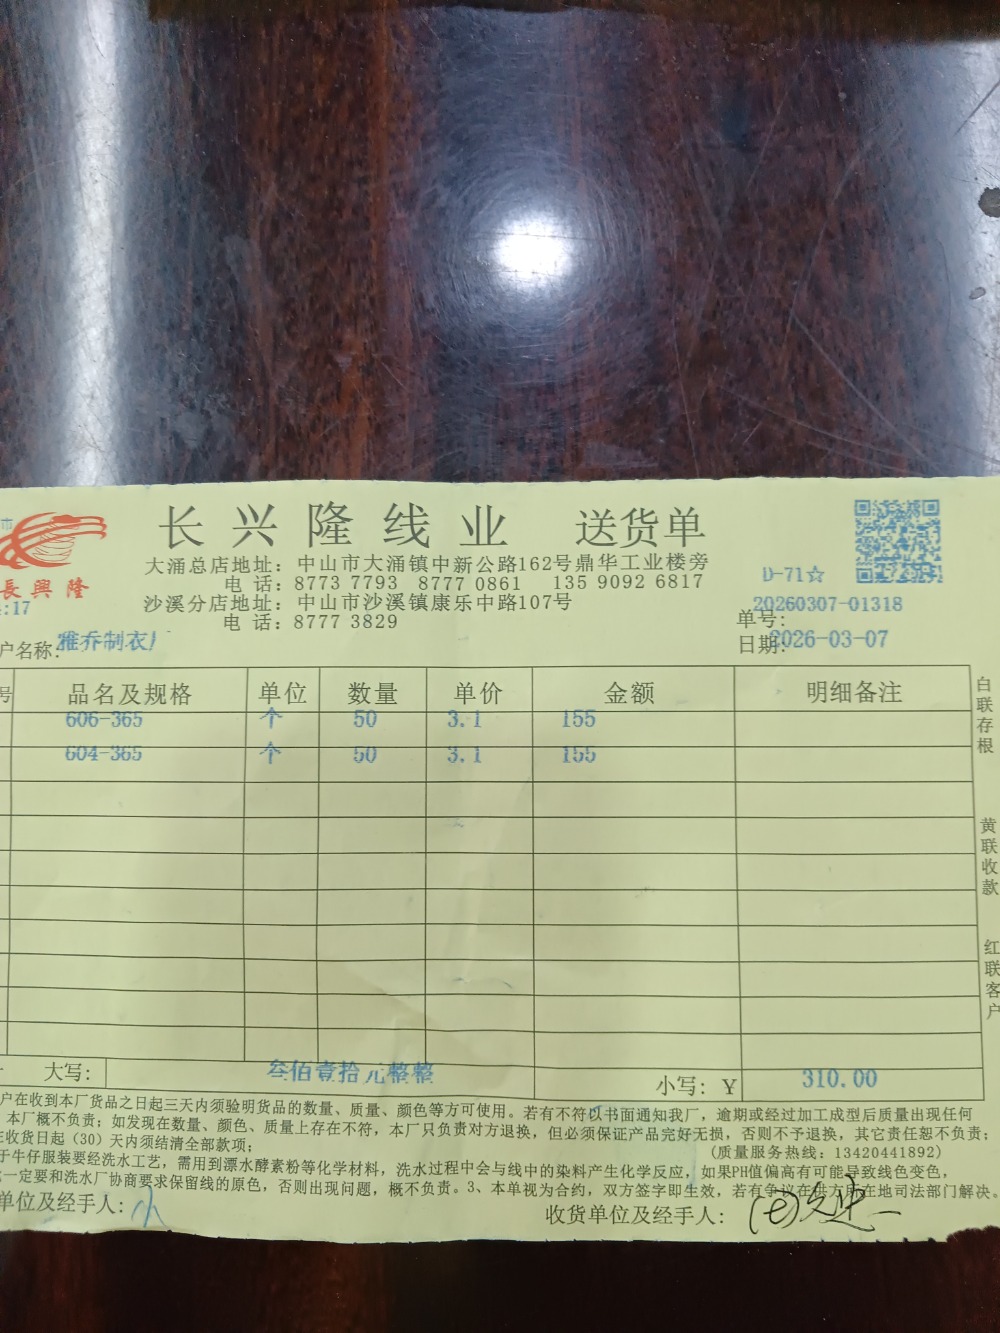 市
長興隆
长兴隆线业 送货单
大涌总店地址：中山市大涌镇中新公路162号鼎华工业楼旁
电 话：8773 7793 8777 0861 135 9092 6817
沙溪分店地址：中山市沙溪镇康乐中路107号
电 话：8777 3829
D-71☆
:17
单号：20260307-01318
户名称：雅乔制衣厂
日期：2026-03-07
号 品名及规格 单位 数量 单价 金额 明细备注
606-365 个 50 3.1 155
604-365 个 50 3.1 155
白联存根
黄联收款
红联客户
大写： 叁佰壹拾元整整 小写：¥ 310.00
户在收到本厂货品之日起三天内须验明货品的数量、质量、颜色等方可使用。若有不符以书面通知我厂，逾期或经过加工成型后质量出现任何
本厂概不负责；如发现在数量、颜色、质量上存在不符，本厂只负责对方退换，但必须保证产品完好无损，否则不予退换，其它责任恕不负责；
在收货日起（30）天内须结清全部款项； （质量服务热线：13420441892）
于牛仔服装要经洗水工艺，需用到漂水酵素粉等化学材料，洗水过程中会与线中的染料产生化学反应，如果PH值偏高有可能导致线色变色，
一定要和洗水厂协商要求保留线的原色，否则出现问题，概不负责。3、本单视为合约，双方签字即生效，若有争议在供方所在地司法部门解决。
单位及经手人：小 收货单位及经手人：